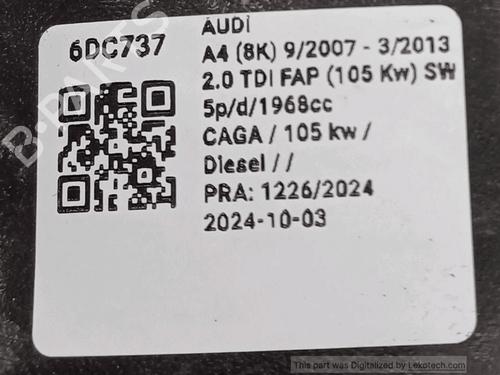 AUDI
6DC737
A4 (8K) 9/2007 - 3/2013
2.0 TDI FAP (105 Kw) SW
5p/d/1968cc
CAGA / 105 kw /
Diesel / /
PRA: 1226/2024
2024-10-03
B-PARTS
This part was Digitalized by Lekotech.com